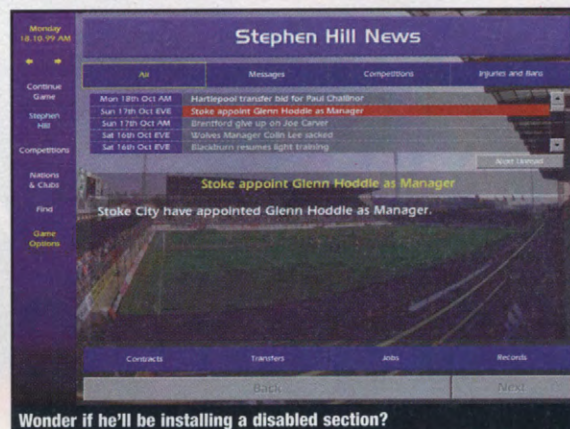 Monday
18.10.99 AM
Stephen Hill News
Continue
Game
Stephen
Hill
Competitions
Nations
& Clubs
Find
Game
Options
All Messages Competitions Injuries and Bans
Mon 18th Oct AM Hartlepool transfer bid for Paul Challinor
Sun 17th Oct EVE Stoke appoint Glenn Hoddle as Manager
Sun 17th Oct AM Brentford give up on Joe Carver
Sat 16th Oct EVE Wolves Manager Colin Lee sacked
Sat 16th Oct EVE Blackburn resumes light training
Next Unread
Stoke appoint Glenn Hoddle as Manager
Stoke City have appointed Glenn Hoddle as Manager.
Contracts Transfers Jobs Records
Back Next
Wonder if he'll be installing a disabled section?